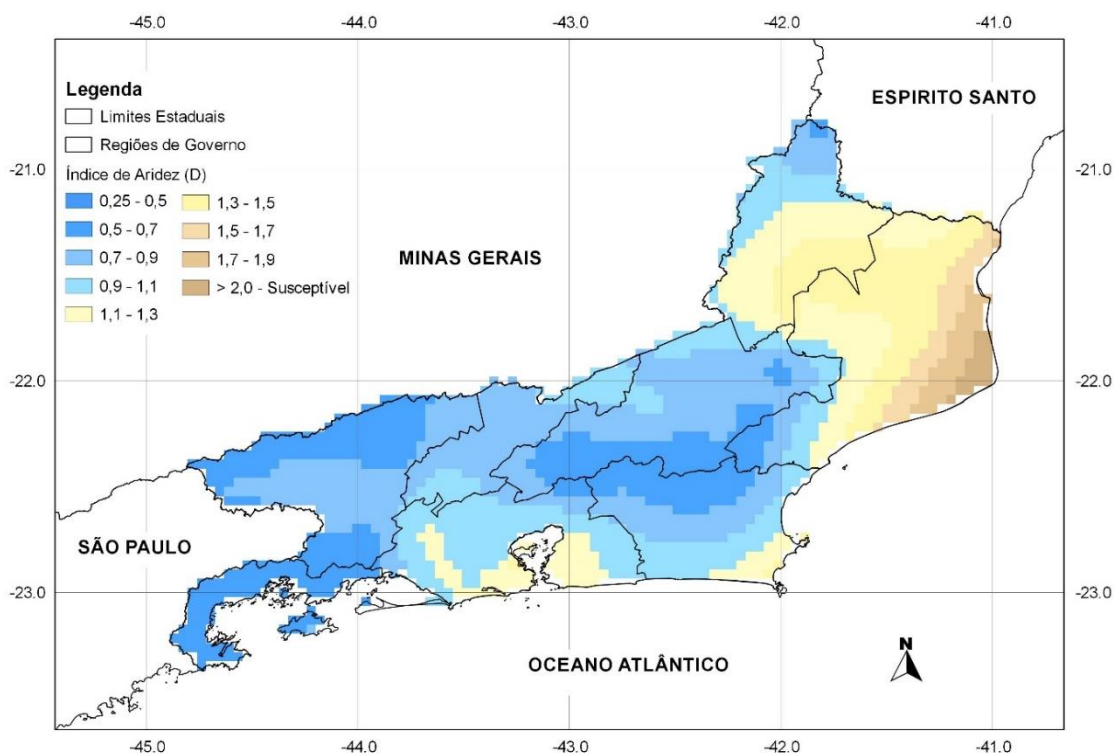 -45.0 -44.0 -43.0 -42.0 -41.0
Legenda
Limites Estaduais
Regiões de Governo
Índice de Aridez (D)
0,25 - 0,5
0,5 - 0,7
0,7 - 0,9
0,9 - 1,1
1,1 - 1,3
1,3 - 1,5
1,5 - 1,7
1,7 - 1,9
> 2,0 - Susceptível
ESPIRITO SANTO
-21.0 -21.0
MINAS GERAIS
-22.0 -22.0
SÃO PAULO
-23.0 -23.0
OCEANO ATLÂNTICO
N
-45.0 -44.0 -43.0 -42.0 -41.0